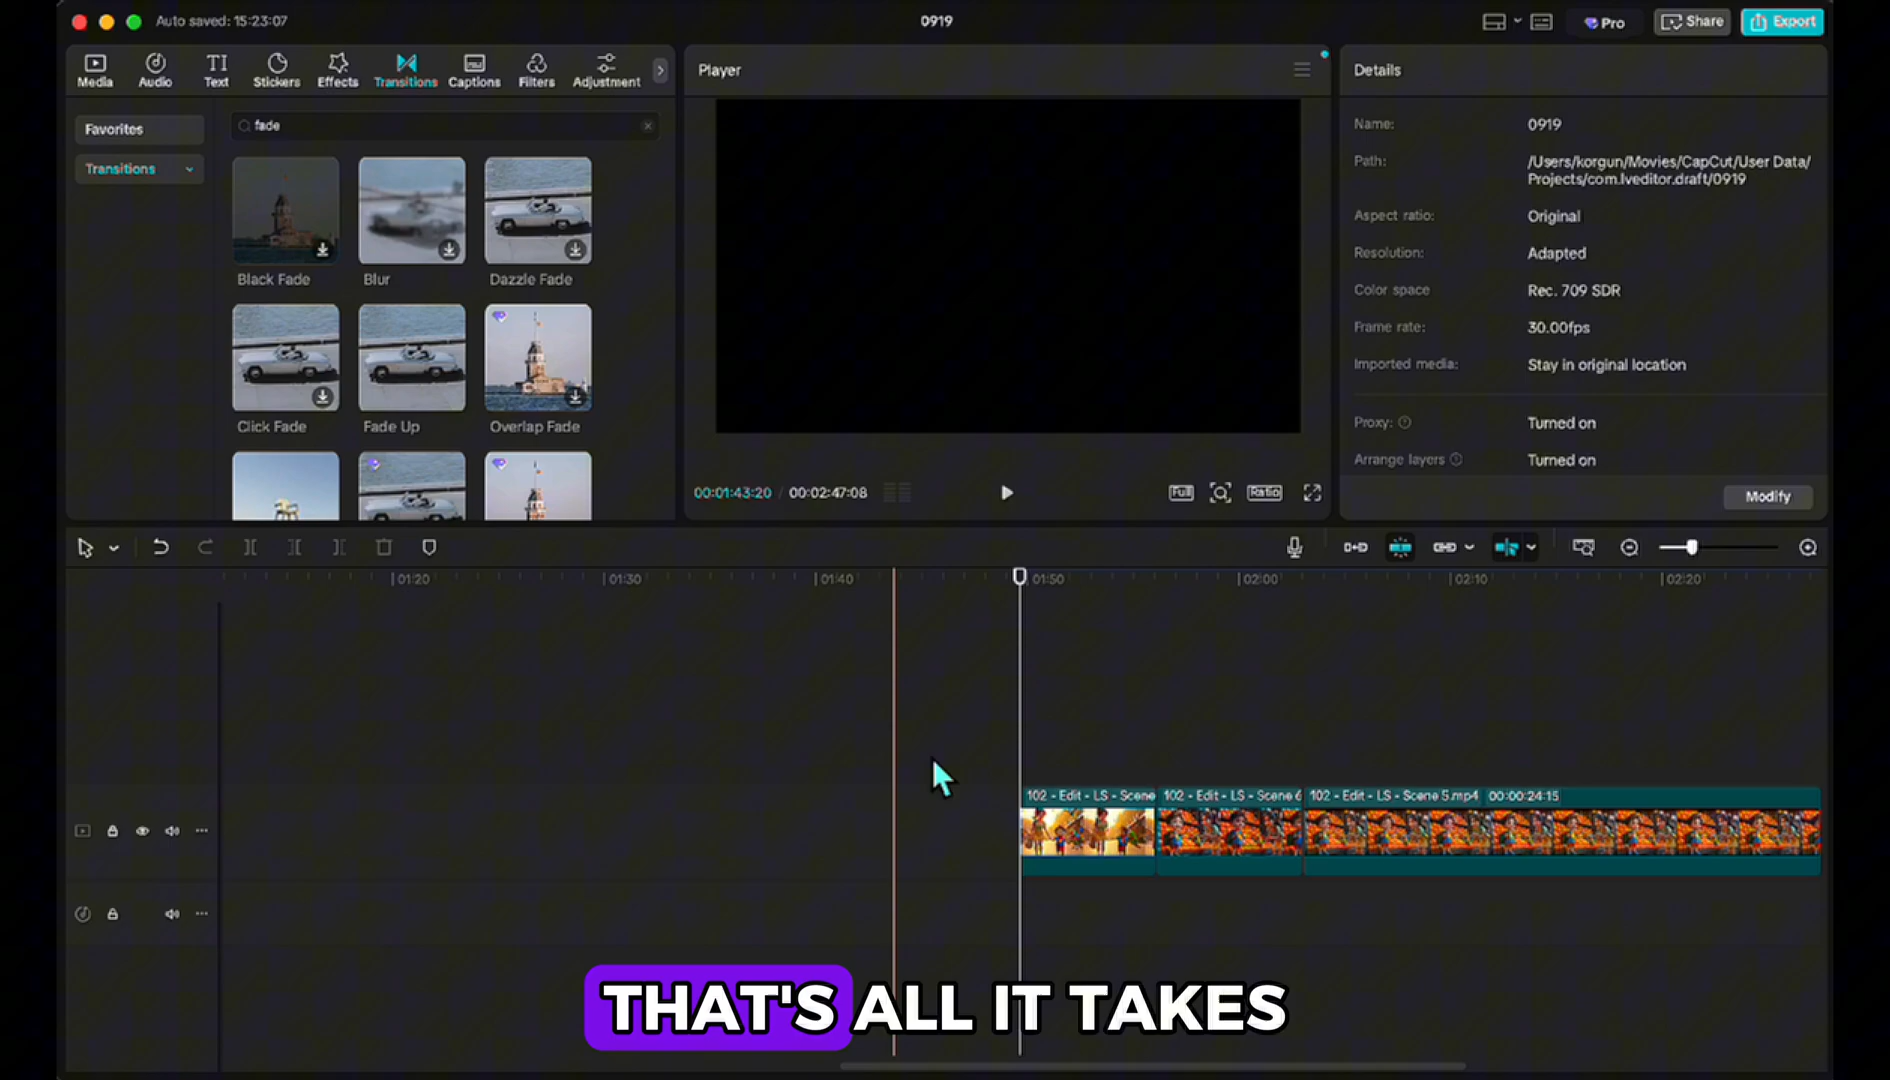 Auto saved: 15:23:07
0919
Pro
Share
Export
Media
Audio
Text
Stickers
Effects
Transitions
Captions
Filters
Adjustment
Player
Details
Favorites
Transitions
fade
Black Fade
Blur
Dazzle Fade
Click Fade
Fade Up
Overlap Fade
Name:
0919
Path:
/Users/korgun/Movies/CapCut/User Data/
Projects/com.lveditor.draft/0919
Aspect ratio:
Original
Resolution:
Adapted
Color space
Rec. 709 SDR
Frame rate:
30.00fps
Imported media:
Stay in original location
Proxy:
Turned on
Arrange layers
Turned on
Modify
00:01:43:20 / 00:02:47:08
Full
Ratio
01:20
01:30
01:40
01:50
02:00
02:10
02:20
102 - Edit - LS - Scene
102 - Edit - LS - Scene 6
102 - Edit - LS - Scene 5.mp4 00:00:24:15
THAT'S ALL IT TAKES